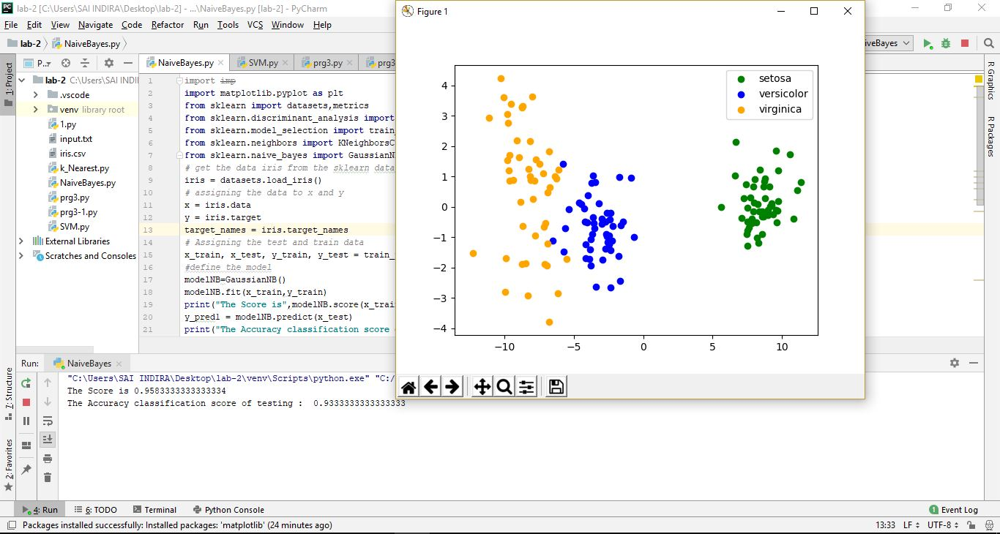 lab-2 [C:\Users\SAI INDIRA\Desktop\lab-2] - ...\NaiveBayes.py [lab-2] - PyCharm
File Edit View Navigate Code Refactor Run Tools VCS Window Help
lab-2 NaiveBayes.py
iveBayes
1: Project
P..
NaiveBayes.py SVM.py prg3.py prg3
lab-2 C:\Users\SAI INDI
.vscode
venv library root
1.py
input.txt
iris.csv
k_Nearest.py
NaiveBayes.py
prg3.py
prg3-1.py
SVM.py
External Libraries
Scratches and Consoles
1 import imp
2 import matplotlib.pyplot as plt
3 from sklearn import datasets,metrics
4 from sklearn.discriminant_analysis import
5 from sklearn.model_selection import train_
6 from sklearn.neighbors import KNeighborsC
7 from sklearn.naive_bayes import GaussianN
8 # get the data iris from the sklearn data
9 iris = datasets.load_iris()
10 # assigning the data to x and y
11 x = iris.data
12 y = iris.target
13 target_names = iris.target_names
14 # Assigning the test and train data
15 x_train, x_test, y_train, y_test = train_
16 #define the model
17 modelNB=GaussianNB()
18 modelNB.fit(x_train,y_train)
19 print("The Score is",modelNB.score(x_train
20 y_pred1 = modelNB.predict(x_test)
21 print("The Accuracy classification score
Figure 1
setosa
versicolor
virginica
4
3
2
1
0
−1
−2
−3
−4
−10 −5 0 5 10
R Graphics
R Packages
Run: NaiveBayes
"C:\Users\SAI INDIRA\Desktop\lab-2\venv\Scripts\python.exe" "C:/
The Score is 0.9583333333333334
The Accuracy classification score of testing : 0.9333333333333333
7: Structure
2: Favorites
4: Run 6: TODO Terminal Python Console
1 Event Log
Packages installed successfully: Installed packages: 'matplotlib' (24 minutes ago)
13:33 LF UTF-8